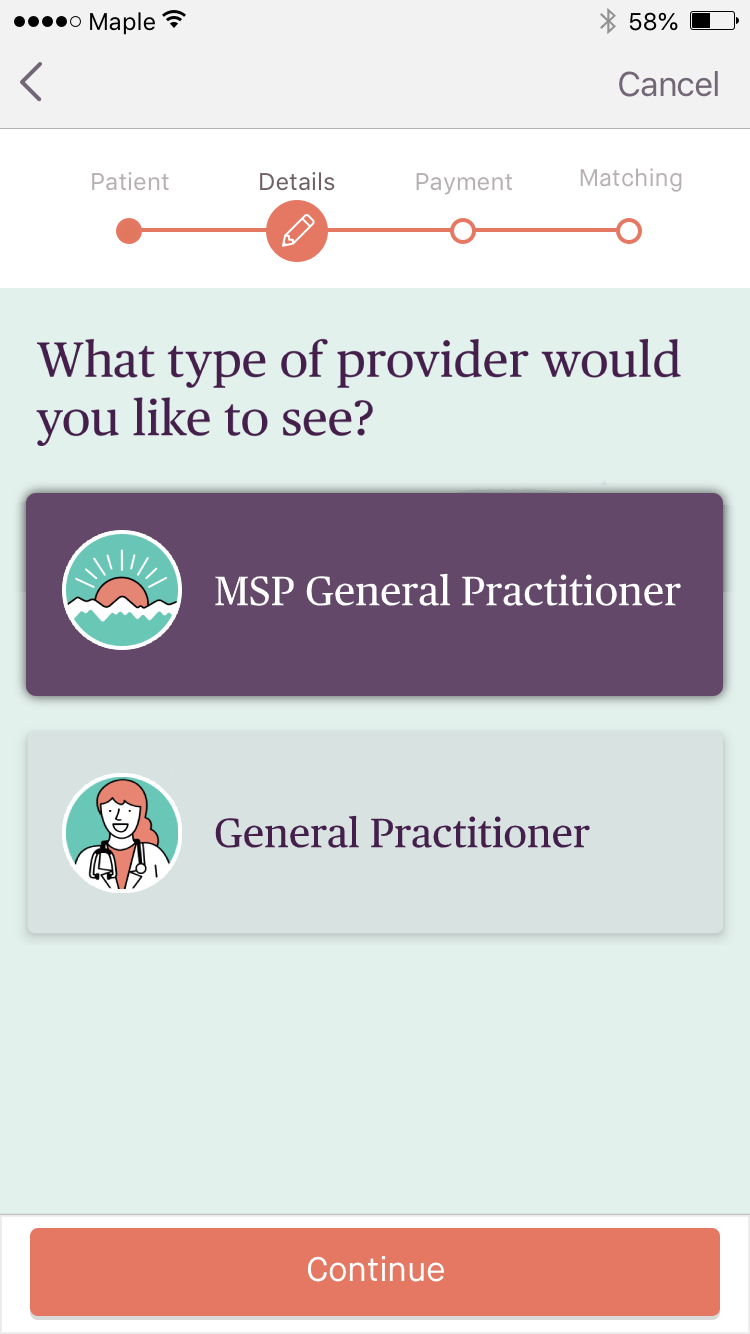 Maple 58%
Cancel
Patient Details Payment Matching
What type of provider would
you like to see?
MSP General Practitioner
General Practitioner
Continue